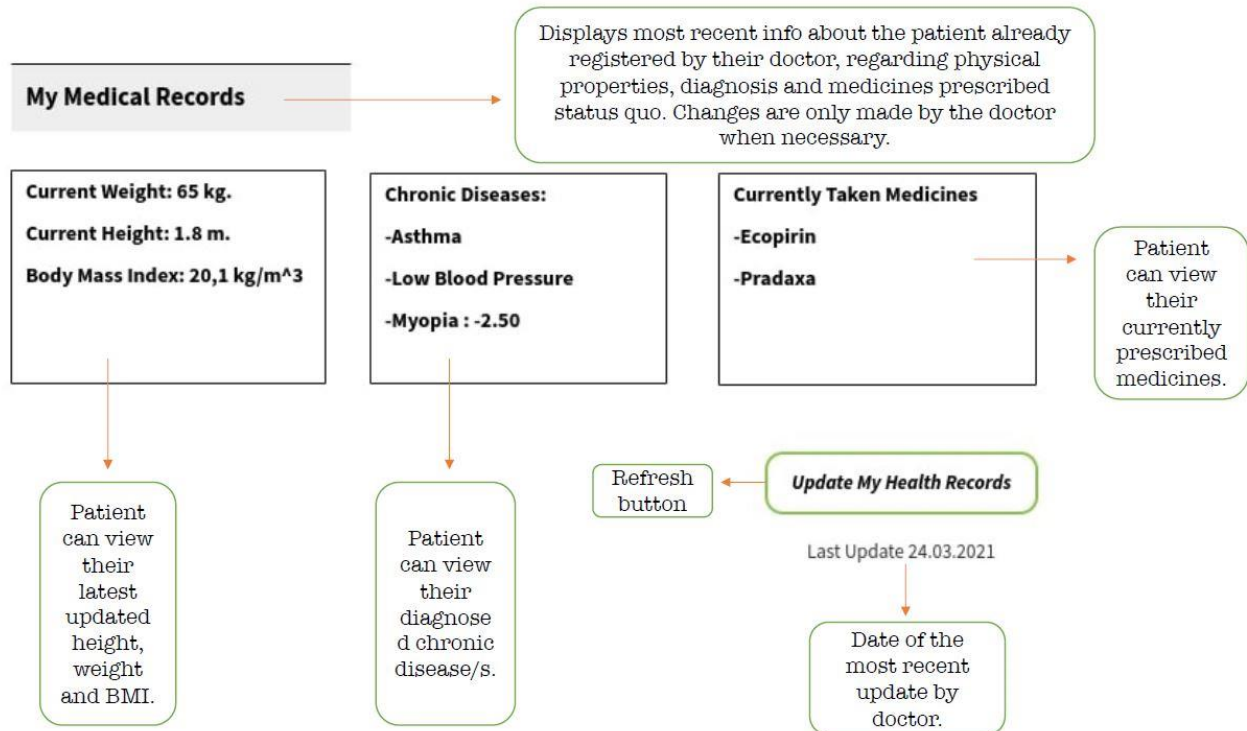 Displays most recent info about the patient already
registered by their doctor, regarding physical
properties, diagnosis and medicines prescribed
status quo. Changes are only made by the doctor
when necessary.
My Medical Records
Current Weight: 65 kg.
Current Height: 1.8 m.
Body Mass Index: 20,1 kg/m^3
Chronic Diseases:
-Asthma
-Low Blood Pressure
-Myopia : -2.50
Currently Taken Medicines
-Ecopirin
-Pradaxa
Patient
can view
their
currently
prescribed
medicines.
Refresh
button
Update My Health Records
Last Update 24.03.2021
Patient
can view
their
latest
updated
height,
weight
and BMI.
Patient
can view
their
diagnose
d chronic
disease/s.
Date of the
most recent
update by
doctor.